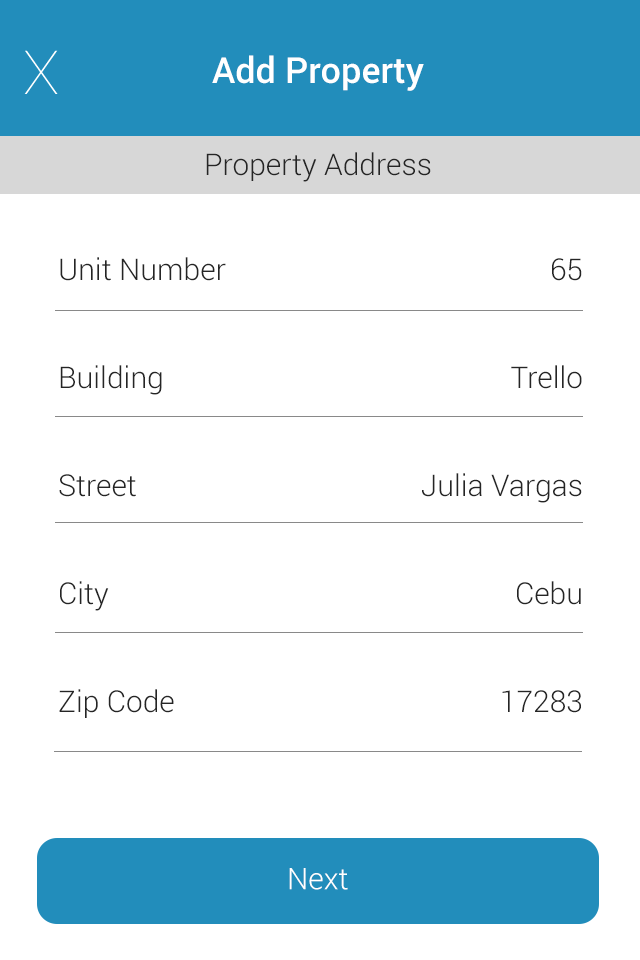 X Add Property
Property Address
Unit Number 65
Building Trello
Street Julia Vargas
City Cebu
Zip Code 17283
Next